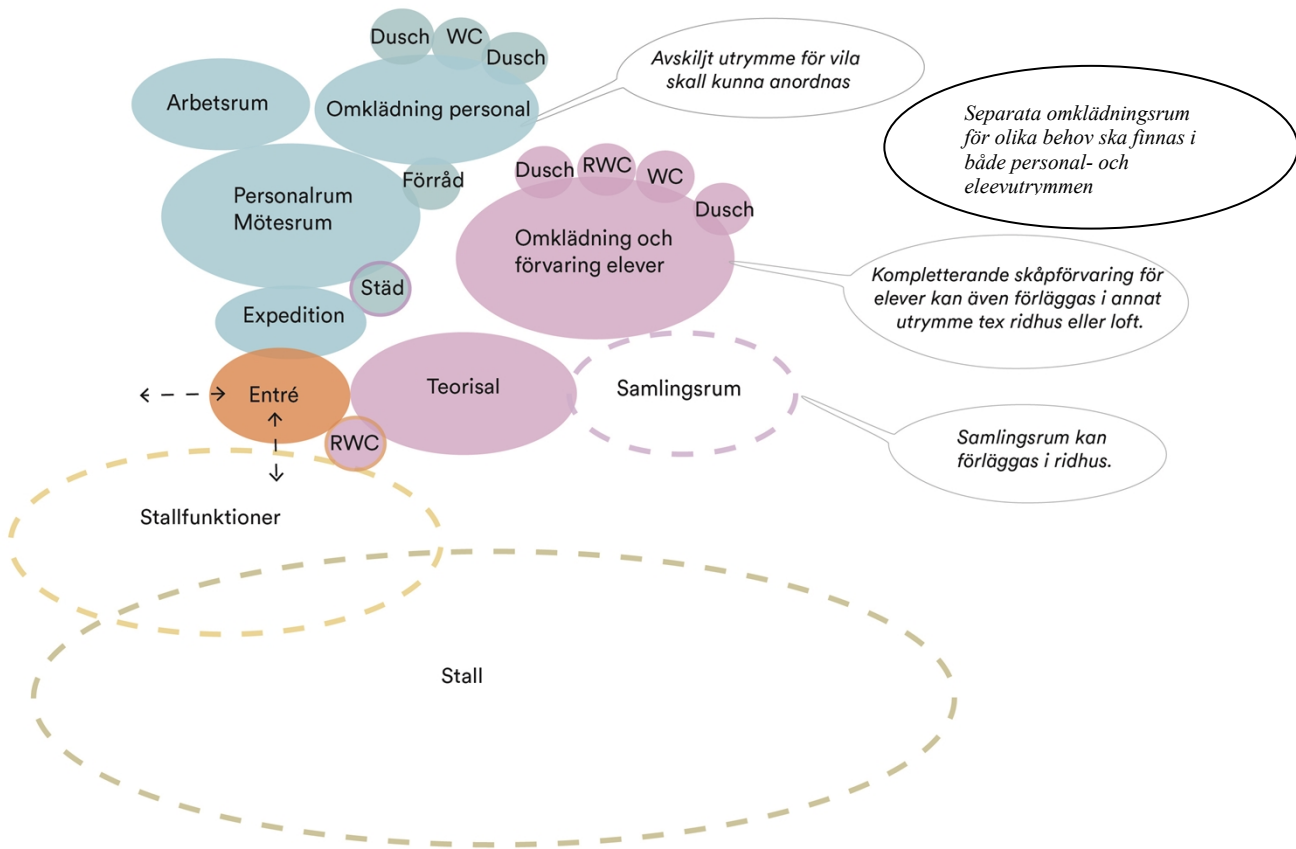 Dusch
WC
Dusch
Avskiljt utrymme för vila
skall kunna anordnas
Arbetsrum
Omklädning personal
Separata omklädningsrum
för olika behov ska finnas i
både personal- och
eleevutrymmen
Dusch
RWC
WC
Dusch
Förråd
Personalrum
Mötesrum
Omklädning och
förvaring elever
Städ
Kompletterande skåpförvaring för
elever kan även förläggas i annat
utrymme tex ridhus eller loft.
Expedition
Entré
Teorisal
Samlingsrum
RWC
Samlingsrum kan
förläggas i ridhus.
Stallfunktioner
Stall